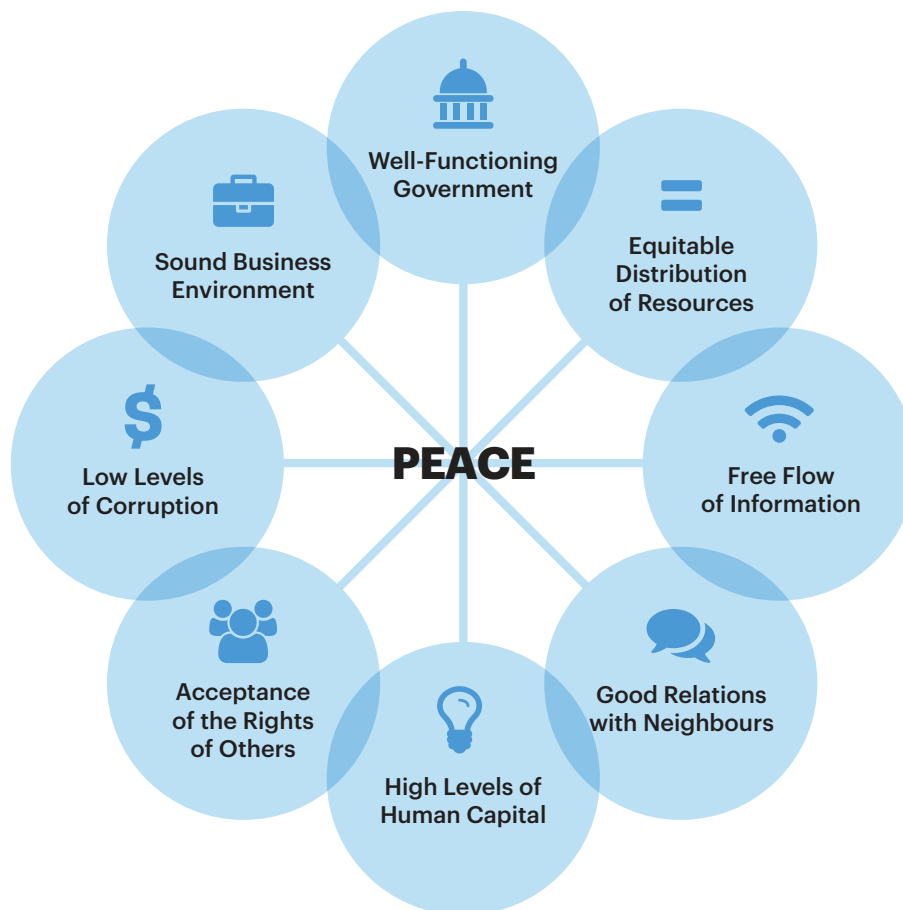 Well-Functioning
Government
Equitable
Distribution
of Resources
Free Flow
of Information
Good Relations
with Neighbours
High Levels of
Human Capital
Acceptance
of the Rights
of Others
Low Levels
of Corruption
Sound Business
Environment
PEACE